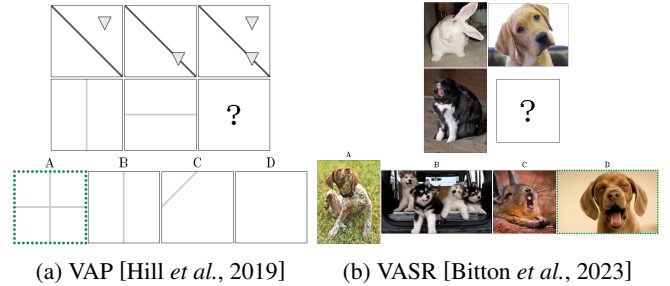 ?
?
A B C D
A B C D
(a) VAP [Hill et al., 2019]
(b) VASR [Bitton et al., 2023]